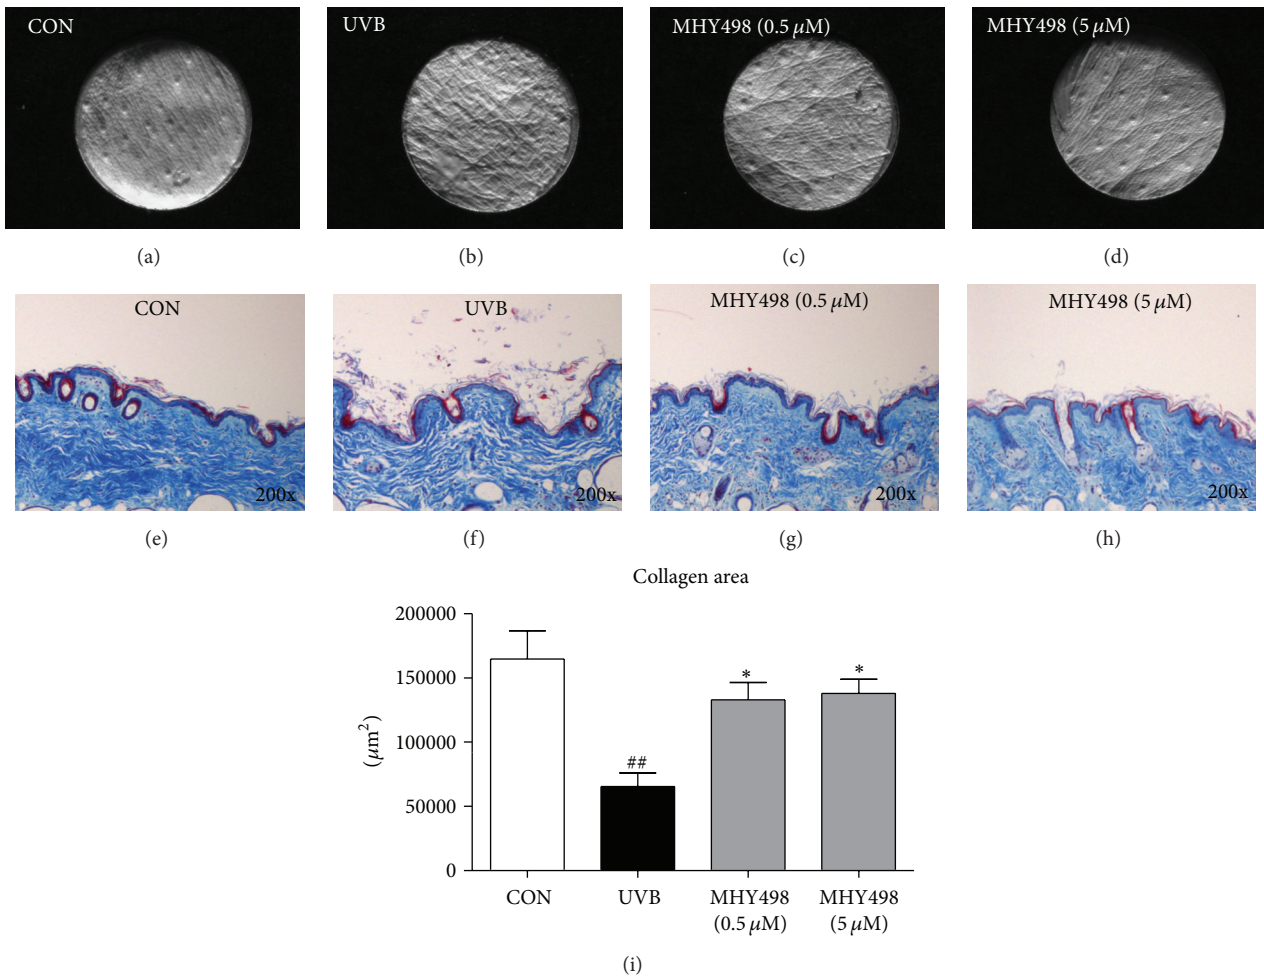 CON
UVB
MHY498 (0.5 μM)
MHY498 (5 μM)
(a)
(b)
(c)
(d)
CON
UVB
MHY498 (0.5 μM)
MHY498 (5 μM)
200x
200x
200x
200x
(e)
(f)
(g)
(h)
Collagen area
200000
150000
100000
50000
0
(μm²)
##
*
*
CON
UVB
MHY498
(0.5 μM)
MHY498
(5 μM)
(i)